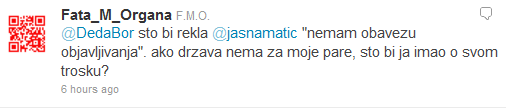 Fata_M_Organa F.M.O.
@DedaBor sto bi rekla @jasnamatic "nemam obavezu
objavljivanja". ako drzava nema za moje pare, sto bi ja imao o svom
trosku?
6 hours ago